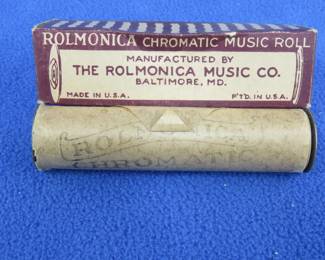 ROLMONICA CHROMATIC MUSIC ROLL
MANUFACTURED BY
THE ROLMONICA MUSIC CO.
BALTIMORE, MD.
MADE IN U.S.A. P'T'D. IN U.S.A.
ROLMONICA
CHROMATIC